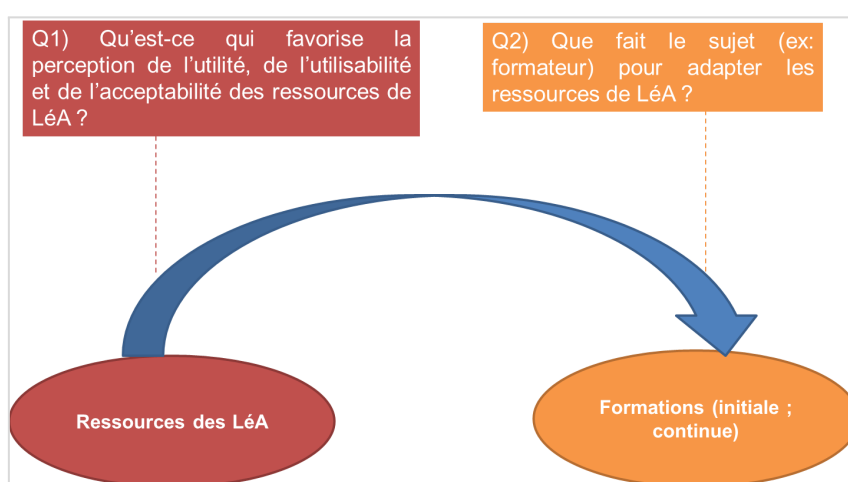 Q1) Qu'est-ce qui favorise la
perception de l'utilité, de l'utilisabilité
et de l'acceptabilité des ressources de
LéA ?
Q2) Que fait le sujet (ex:
formateur) pour adapter les
ressources de LéA ?
Ressources des LéA
Formations (initiale ;
continue)